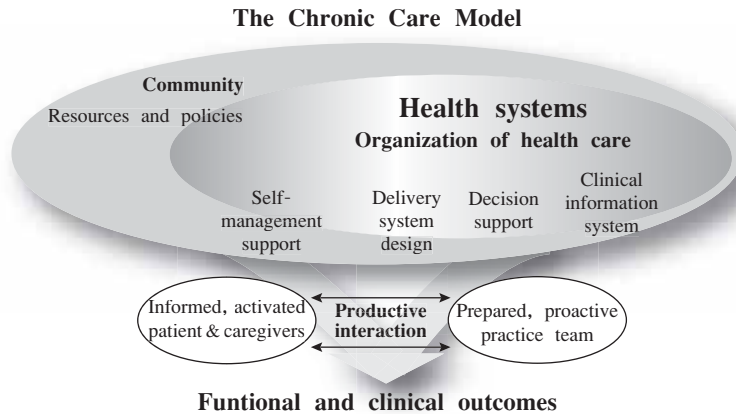 The Chronic Care Model
Community
Resources and policies
Health systems
Organization of health care
Self-
management
support
Delivery
system
design
Decision
support
Clinical
information
system
Informed, activated
patient & caregivers
Productive
interaction
Prepared, proactive
practice team
Funtional and clinical outcomes